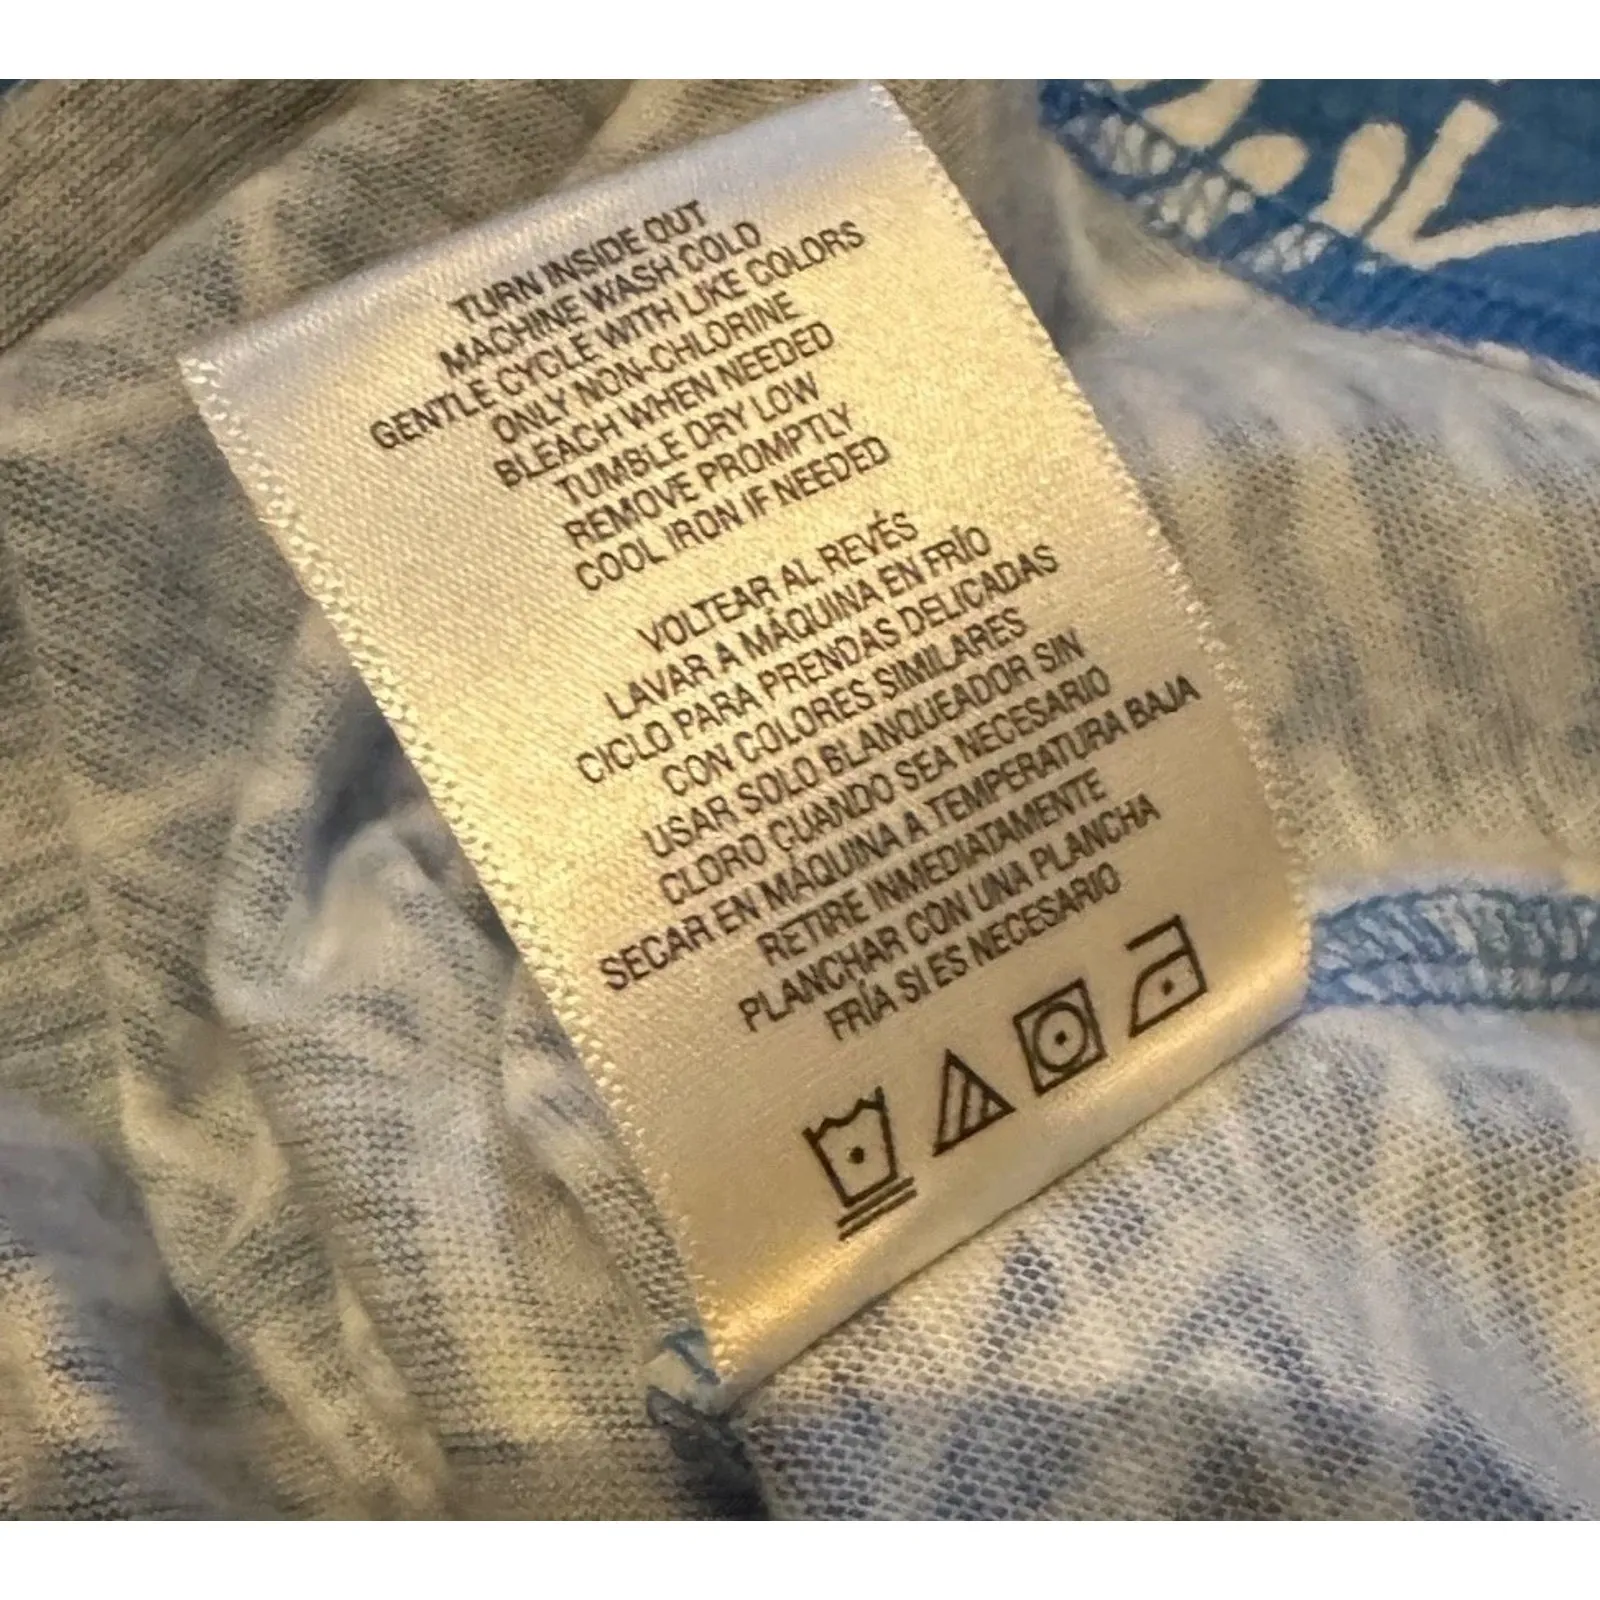 TURN INSIDE OUT
MACHINE WASH COLD
GENTLE CYCLE WITH LIKE COLORS
ONLY NON-CHLORINE
BLEACH WHEN NEEDED
TUMBLE DRY LOW
REMOVE PROMPTLY
COOL IRON IF NEEDED
VOLTEAR AL REVÉS
LAVAR A MÁQUINA EN FRÍO
CICLO PARA PRENDAS DELICADAS
CON COLORES SIMILARES
USAR SOLO BLANQUEADOR SIN
CLORO CUANDO SEA NECESARIO
SECAR EN MÁQUINA A TEMPERATURA BAJA
RETIRE INMEDIATAMENTE
PLANCHAR CON UNA PLANCHA
FRÍA SI ES NECESARIO